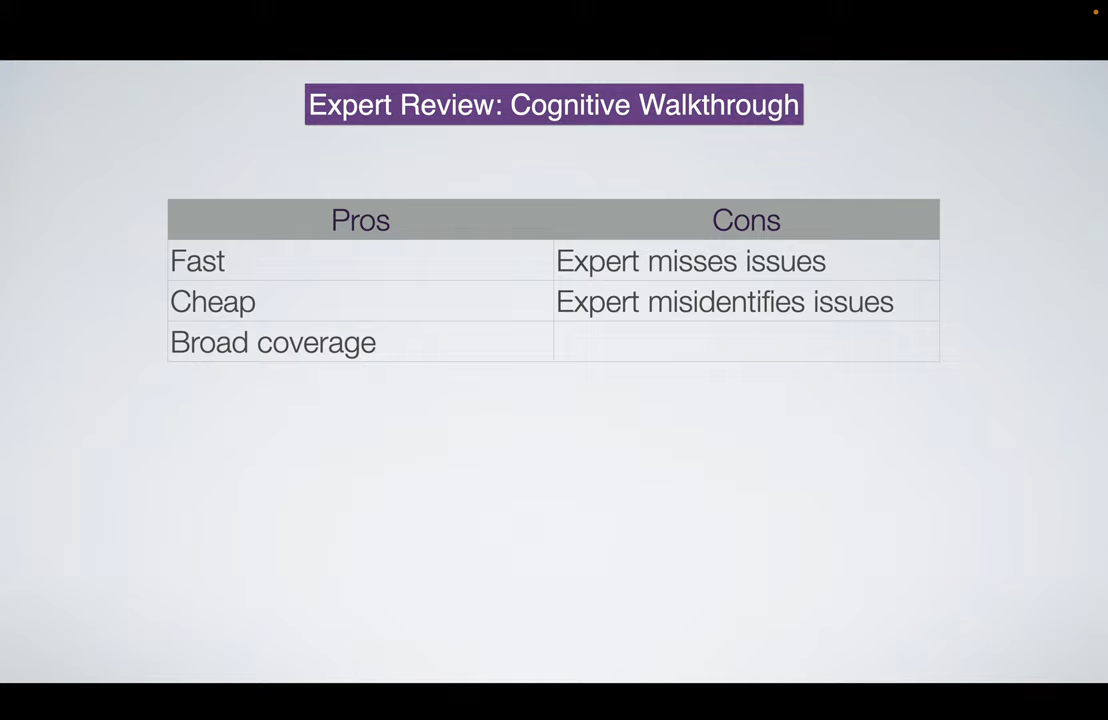 Expert Review: Cognitive Walkthrough
Pros Cons
Fast Expert misses issues
Cheap Expert misidentifies issues
Broad coverage